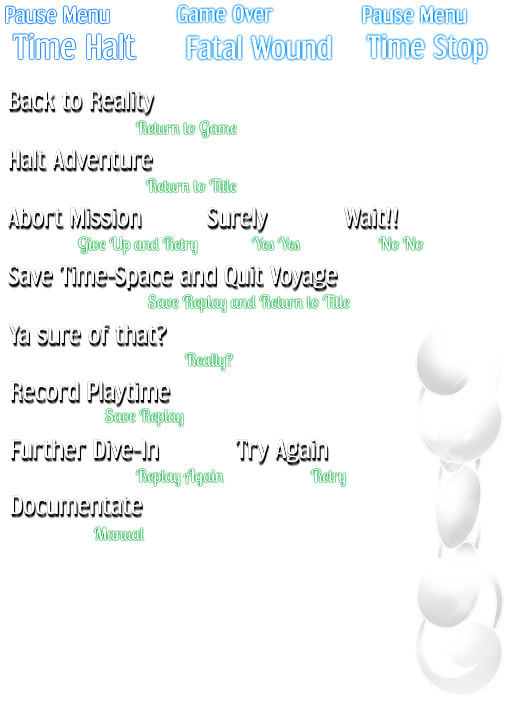 Pause Menu Game Over Pause Menu
Time Halt Fatal Wound Time Stop
Back to Reality
Return to Game
Halt Adventure
Return to Title
Abort Mission Surely Wait!!
Give Up and Retry Yes Yes No No
Save Time-Space and Quit Voyage
Save Replay and Return to Title
Ya sure of that?
Really?
Record Playtime
Save Replay
Further Dive-In Try Again
Replay Again Retry
Documentate
Manual